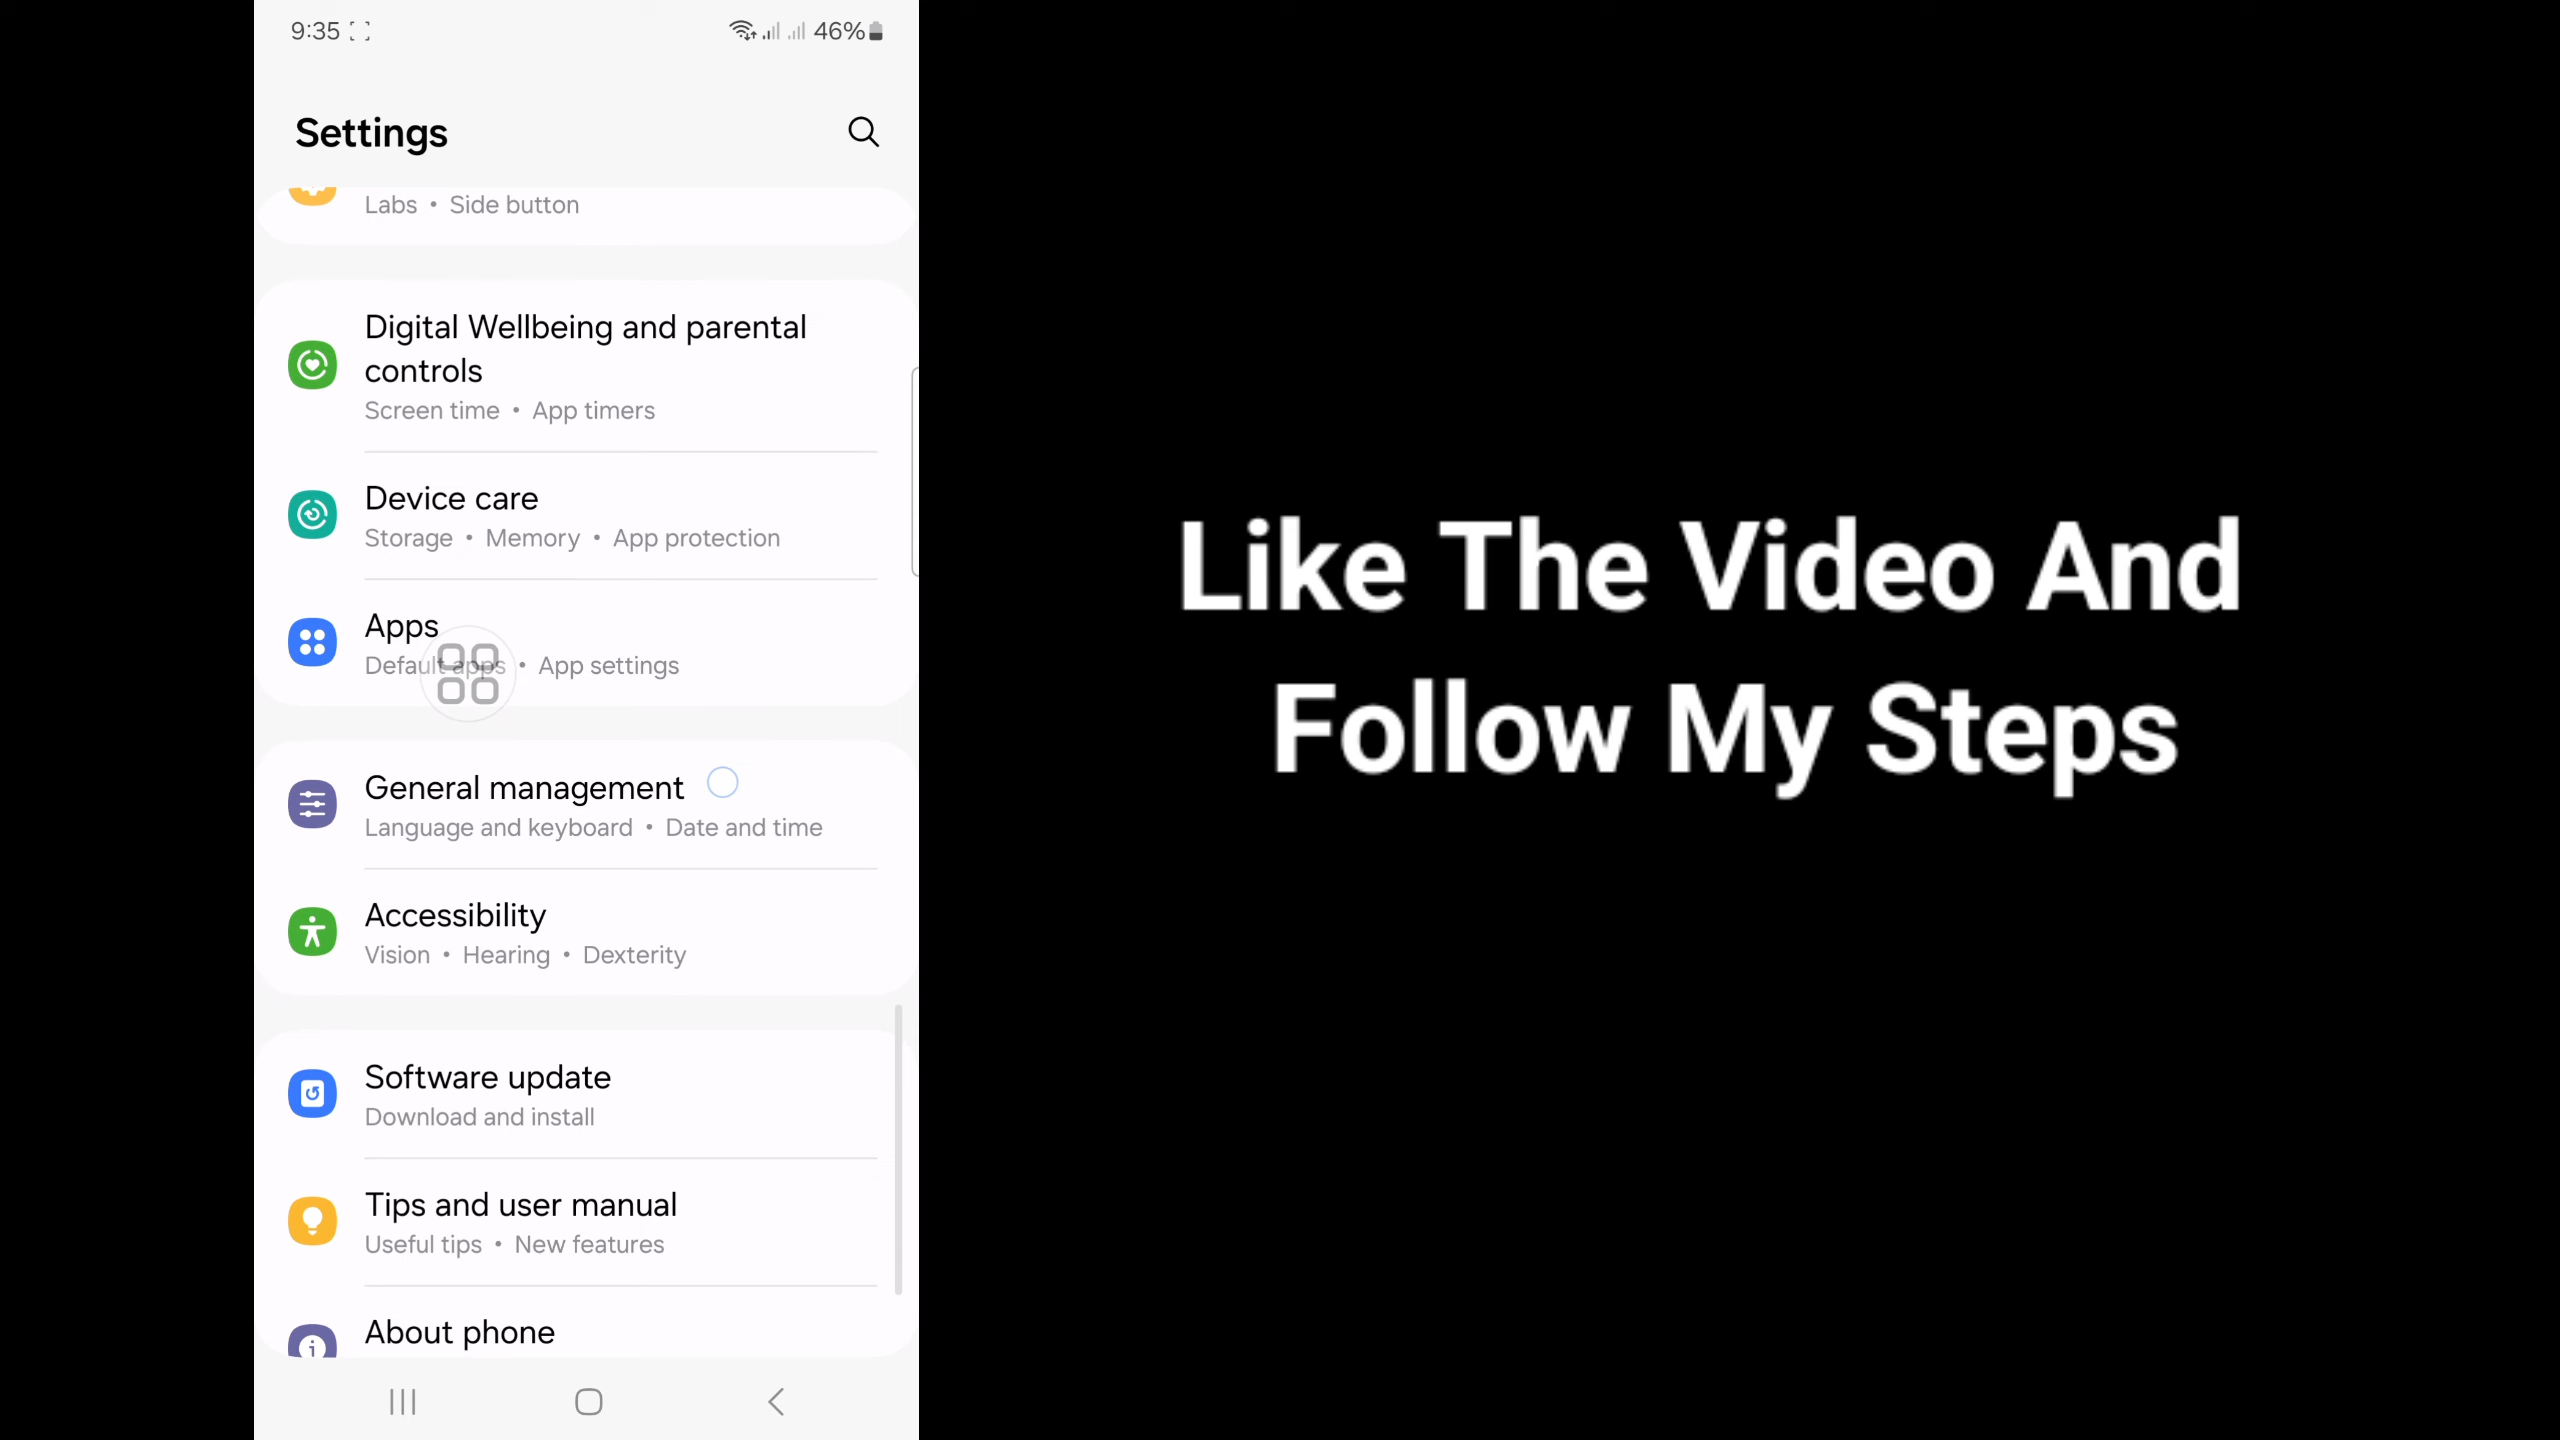 9:35
46%
Settings
Labs • Side button
Digital Wellbeing and parental
controls
Screen time • App timers
Device care
Storage • Memory • App protection
Apps
Default apps • App settings
General management
Language and keyboard • Date and time
Accessibility
Vision • Hearing • Dexterity
Software update
Download and install
Tips and user manual
Useful tips • New features
About phone
Like The Video And
Follow My Steps